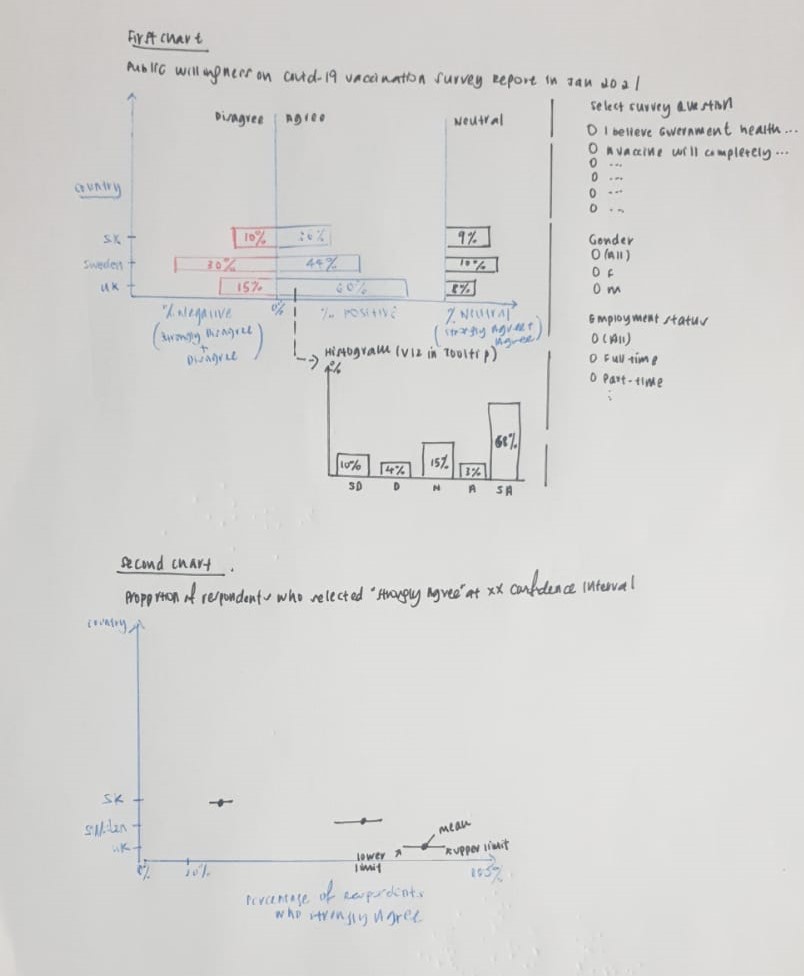 First chart
Public willingness on covid-19 vaccination survey report in Jan 2021
Disagree
Agree
Neutral
country
SK
10%
9%
Sweden
30%
44%
10%
UK
15%
60%
8%
% Negative
0%
% Positive
% Neutral
(Strongly Disagree
+
Disagree)
(strongly Agree +
Agree)
Histogram (Viz in Tooltip)
%
10%
4%
15%
3%
68%
SD
D
N
A
SA
Select survey question
O I believe Government health...
O A vaccine will completely...
O ...
O ...
O ...
O ...
Gender
O (All)
O F
O M
Employment status
O (All)
O Full time
O Part-time
Second chart.
Proportion of respondents who selected "strongly agree" at xx confidence interval
country
SK
Sweden
UK
mean
lower
limit
upper limit
0%
Percentage of respondents
who strongly Agree